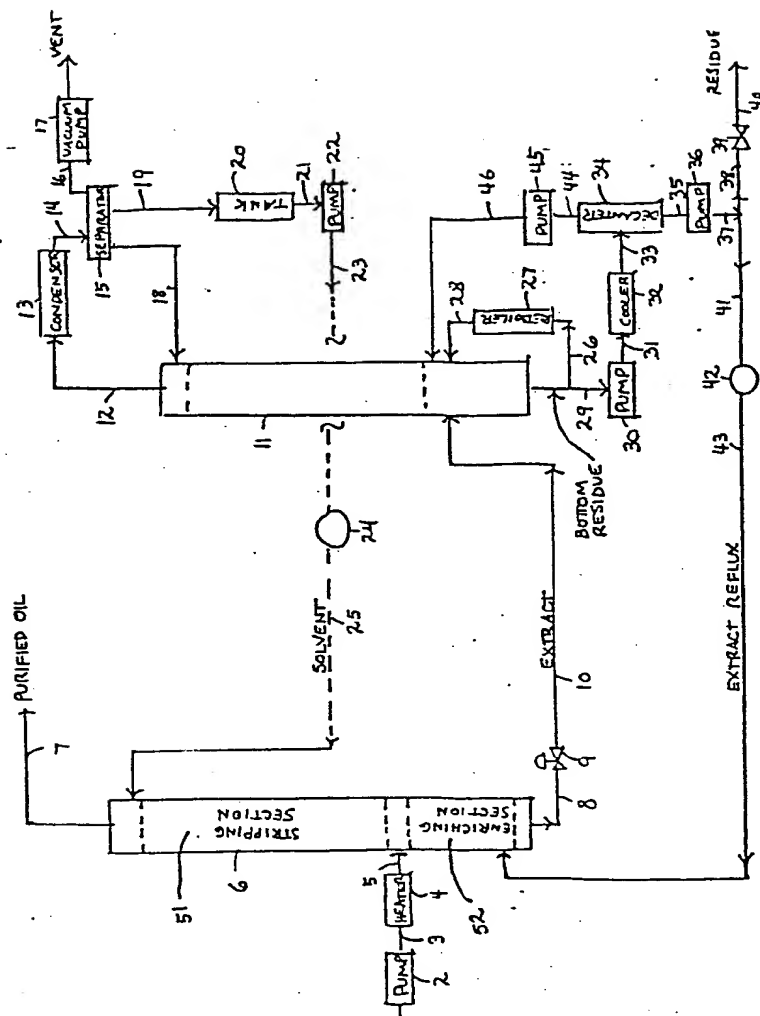 VENT
17
VACUUM
PUMP
16
14
13
CONDENSER
SEPARATOR
15
19
18
20
TANK
21
22
PUMP
23
12
11
46
45
PUMP
44
34
DECANTER
33
35
36
PUMP
37
38
39
40
RESIDUE
28
27
REBOILER
26
32
COOLER
31
29
PUMP
30
BOTTOM
RESIDUE
41
42
43
EXTRACT REFLUX
24
SOLVENT
25
EXTRACT
10
9
8
PURIFIED OIL
7
STRIPPING
SECTION
51
6
ENRICHING
SECTION
52
5
HEATER
4
3
PUMP
2